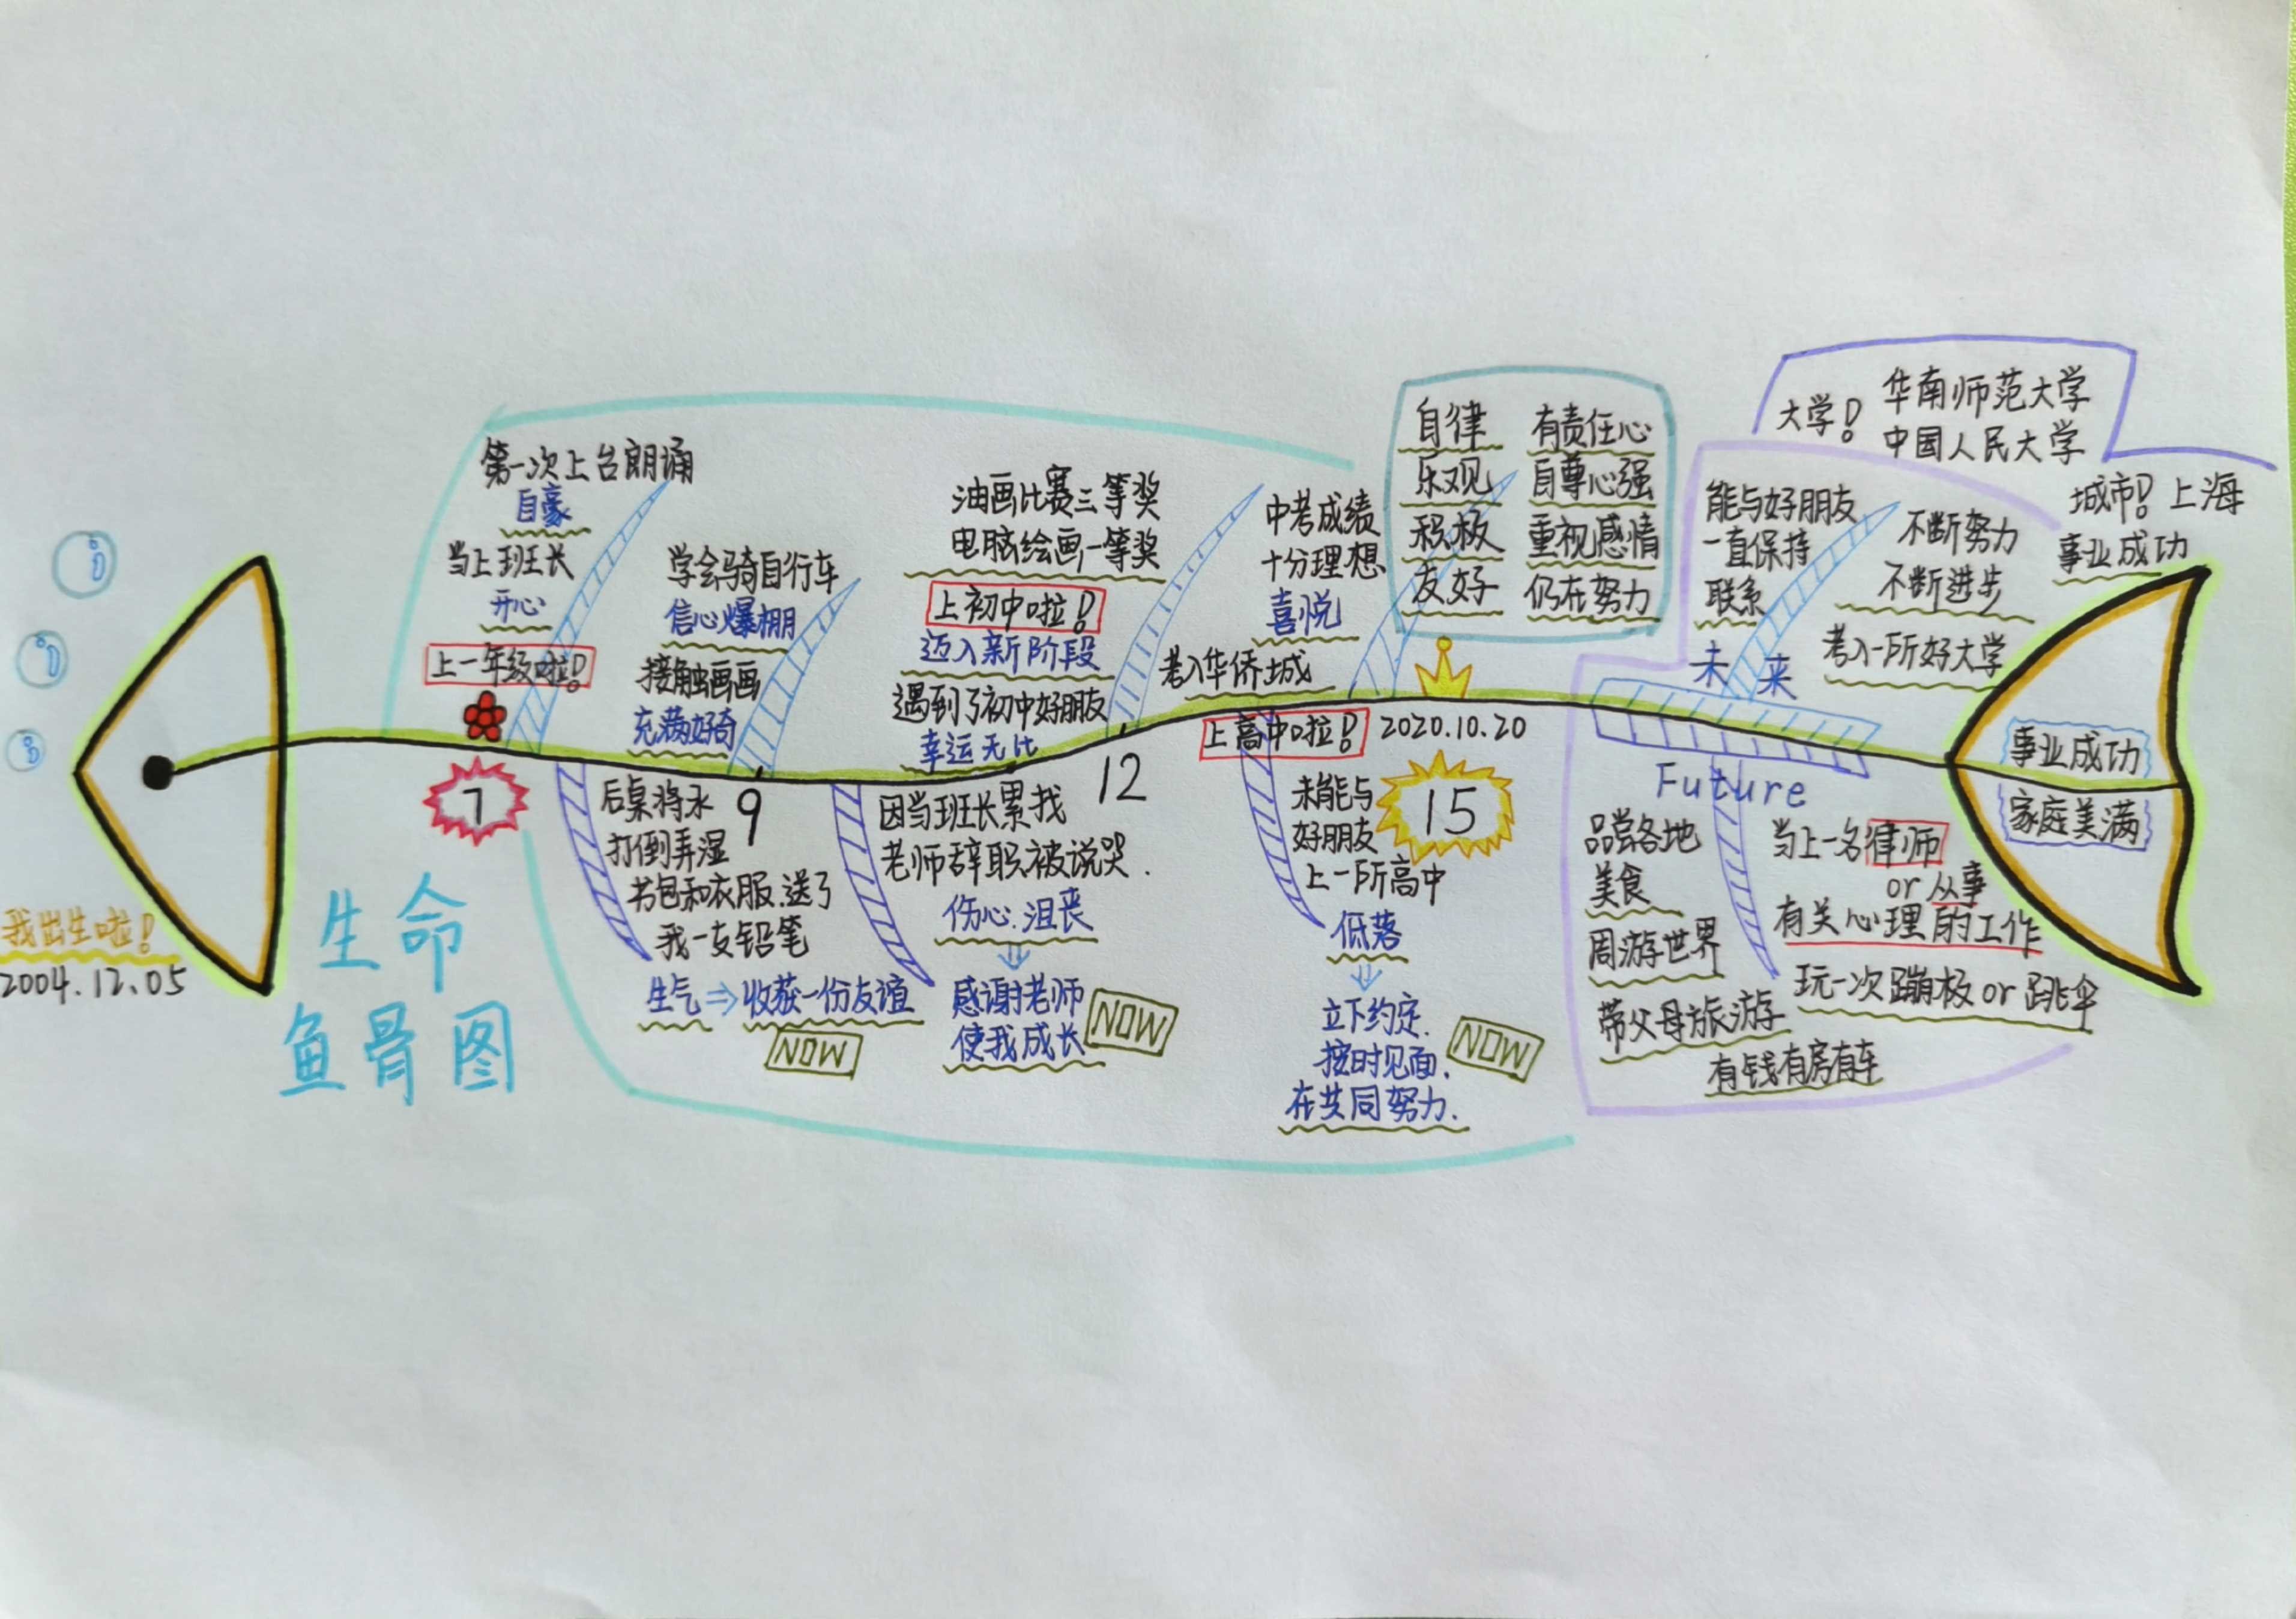 我出生啦!
2004.12.05
生命
鱼骨图
第一次上台朗诵
自豪
当上班长
开心
上一年级啦!
7
学会骑自行车
信心爆棚
接触画画
充满好奇
后桌将水
打倒弄湿
书包和衣服.送了
我一支铅笔
生气⇒收获一份友谊
NOW
9
油画比赛三等奖
电脑绘画一等奖
上初中啦!
迈入新阶段
遇到了初中好朋友
幸运无比
因当班长累找
老师辞职被说哭.
伤心.沮丧
感谢老师
使我成长
NOW
12
中考成绩
十分理想
喜悦
考入华侨城
上高中啦!
2020.10.20
15
未能与
好朋友
上一所高中
低落
立下约定.
按时见面.
在共同努力.
NOW
自律
乐观
积极
友好
有责任心
自尊心强
重视感情
仍在努力
大学!
华南师范大学
中国人民大学
城市! 上海
事业成功
能与好朋友
一直保持
联系
不断努力
不断进步
考入一所好大学
未来
Future
品尝各地
美食
周游世界
带父母旅游
有钱有房有车
当上一名律师
or 从事
有关心理的工作
玩一次蹦极or跳伞
事业成功
家庭美满